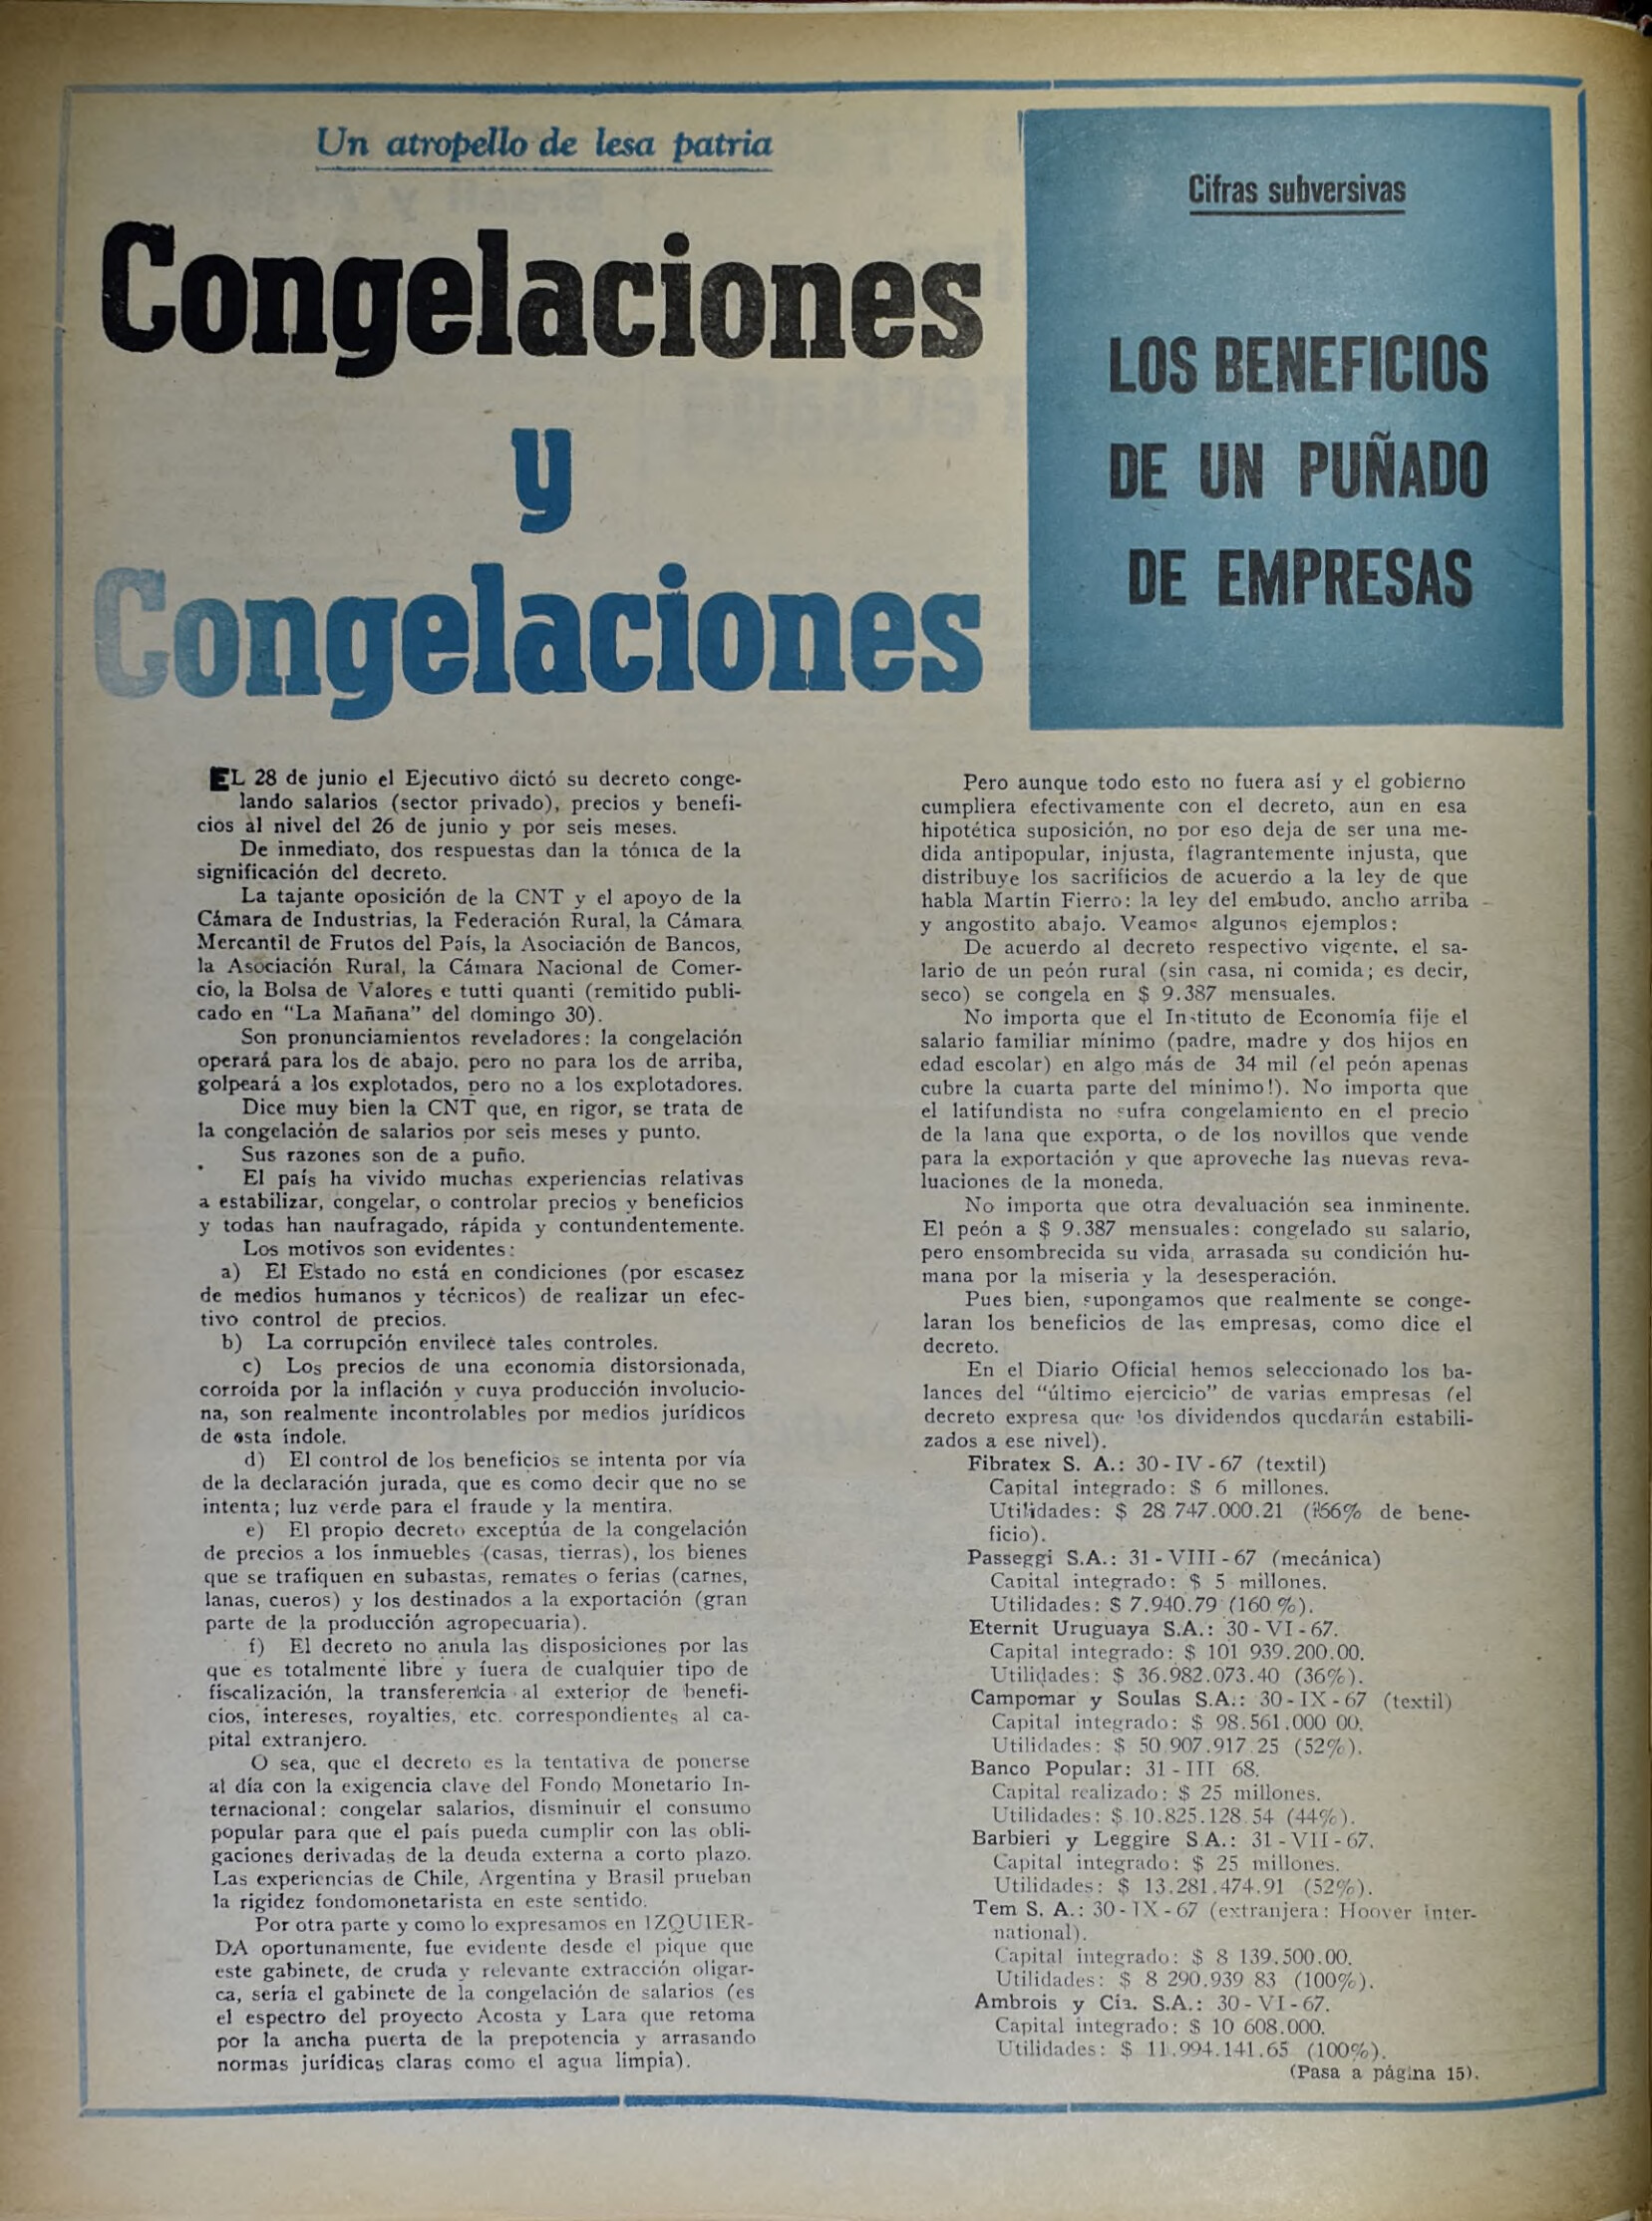 Un atropello de lesa patria
Congelaciones
y
Congelaciones
Cifras subversivas
LOS BENEFICIOS
DE UN PUÑADO
DE EMPRESAS
EL 28 de junio el Ejecutivo dictó su decreto conge-
lando salarios (sector privado), precios y benefi-
cios al nivel del 26 de junio y por seis meses.
De inmediato, dos respuestas dan la tónica de la
significación del decreto.
La tajante oposición de la CNT y el apoyo de la
Cámara de Industrias, la Federación Rural, la Cámara
Mercantil de Frutos del País, la Asociación de Bancos,
la Asociación Rural, la Cámara Nacional de Comer-
cio, la Bolsa de Valores e tutti quanti (remitido publi-
cado en "La Mañana" del domingo 30).
Son pronunciamientos reveladores: la congelación
operará para los de abajo, pero no para los de arriba,
golpeará a los explotados, pero no a los explotadores.
Dice muy bien la CNT que, en rigor, se trata de
la congelación de salarios por seis meses y punto.
Sus razones son de a puño.
El país ha vivido muchas experiencias relativas
a estabilizar, congelar, o controlar precios y beneficios
y todas han naufragado, rápida y contundentemente.
Los motivos son evidentes:
a) El Estado no está en condiciones (por escasez
de medios humanos y técnicos) de realizar un efec-
tivo control de precios.
b) La corrupción envilece tales controles.
c) Los precios de una economía distorsionada,
corroída por la inflación y cuya producción involucio-
na, son realmente incontrolables por medios jurídicos
de esta índole.
d) El control de los beneficios se intenta por vía
de la declaración jurada, que es como decir que no se
intenta; luz verde para el fraude y la mentira.
e) El propio decreto exceptúa de la congelación
de precios a los inmuebles (casas, tierras), los bienes
que se trafiquen en subastas, remates o ferias (carnes,
lanas, cueros) y los destinados a la exportación (gran
parte de la producción agropecuaria).
f) El decreto no anula las disposiciones por las
que es totalmente libre y fuera de cualquier tipo de
fiscalización, la transferencia al exterior de benefi-
cios, intereses, royalties, etc. correspondientes al ca-
pital extranjero.
O sea, que el decreto es la tentativa de ponerse
al día con la exigencia clave del Fondo Monetario In-
ternacional: congelar salarios, disminuir el consumo
popular para que el país pueda cumplir con las obli-
gaciones derivadas de la deuda externa a corto plazo.
Las experiencias de Chile, Argentina y Brasil prueban
la rigidez fondomonetarista en este sentido.
Por otra parte y como lo expresamos en IZQUIER-
DA oportunamente, fue evidente desde el pique que
este gabinete, de cruda y relevante extracción oligar-
ca, sería el gabinete de la congelación de salarios (es
el espectro del proyecto Acosta y Lara que retoma
por la ancha puerta de la prepotencia y arrasando
normas jurídicas claras como el agua limpia).
Pero aunque todo esto no fuera así y el gobierno
cumpliera efectivamente con el decreto, aún en esa
hipotética suposición, no por eso deja de ser una me-
dida antipopular, injusta, flagrantemente injusta, que
distribuye los sacrificios de acuerdo a la ley de que
habla Martín Fierro: la ley del embudo, ancho arriba
y angostito abajo. Veamos algunos ejemplos:
De acuerdo al decreto respectivo vigente, el sa-
lario de un peón rural (sin casa, ni comida; es decir,
seco) se congela en $ 9.387 mensuales.
No importa que el Instituto de Economía fije el
salario familiar mínimo (padre, madre y dos hijos en
edad escolar) en algo más de 34 mil (el peón apenas
cubre la cuarta parte del mínimo!). No importa que
el latifundista no sufra congelamiento en el precio
de la lana que exporta, o de los novillos que vende
para la exportación y que aproveche las nuevas reva-
luaciones de la moneda.
No importa que otra devaluación sea inminente.
El peón a $ 9.387 mensuales: congelado su salario,
pero ensombrecida su vida, arrasada su condición hu-
mana por la miseria y la desesperación.
Pues bien, supongamos que realmente se conge-
laran los beneficios de las empresas, como dice el
decreto.
En el Diario Oficial hemos seleccionado los ba-
lances del "último ejercicio" de varias empresas (el
decreto expresa que los dividendos quedarán estabili-
zados a ese nivel).
Fibratex S. A.: 30-IV-67 (textil)
Capital integrado: $ 6 millones.
Utilidades: $ 28.747.000.21 ( de bene-
ficio).
Passeggi S.A.: 31-VIII-67 (mecánica)
Capital integrado: $ 5 millones.
Utilidades: $ 7.940.79 (160 %).
Eternit Uruguaya S.A.: 30-VI-67.
Capital integrado: $ 101 939.200.00.
Utilidades: $ 36.982.073.40 (36%).
Campomar y Soulas S.A.: 30-IX-67 (textil)
Capital integrado: $ 98.561.000 00.
Utilidades: $ 50.907.917.25 (52%).
Banco Popular: 31-III 68.
Capital realizado: $ 25 millones.
Utilidades: $ 10.825.128.54 (44%).
Barbieri y Leggire S.A.: 31-VII-67.
Capital integrado: $ 25 millones.
Utilidades: $ 13.281.474.91 (52%).
Tem S. A.: 30-IX-67 (extranjera: Hoover Inter-
national).
Capital integrado: $ 8 139.500.00.
Utilidades: $ 8 290.939 83 (100%).
Ambrois y Cía. S.A.: 30-VI-67.
Capital integrado: $ 10 608.000.
Utilidades: $ 11.994.141.65 (100%).
(Pasa a página 15).